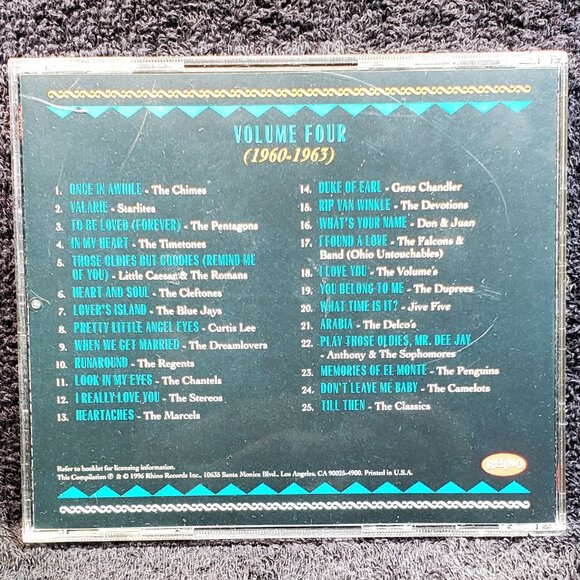 VOLUME FOUR
(1960-1963)
1. ONCE IN AWHILE - The Chimes
2. VALARIE - Starlites
3. TO BE LOVED (FOREVER) - The Pentagons
4. IN MY HEART - The Timetones
5. THOSE OLDIES BUT GOODIES (REMIND ME
OF YOU) - Little Caesar & The Romans
6. HEART AND SOUL - The Cleftones
7. LOVER'S ISLAND - The Blue Jays
8. PRETTY LITTLE ANGEL EYES - Curtis Lee
9. WHEN WE GET MARRIED - The Dreamlovers
10. RUNAROUND - The Regents
11. LOOK IN MY EYES - The Chantels
12. I REALLY LOVE YOU - The Stereos
13. HEARTACHES - The Marcels
14. DUKE OF EARL - Gene Chandler
15. RIP VAN WINKLE - The Devotions
16. WHAT'S YOUR NAME - Don & Juan
17. I FOUND A LOVE - The Falcons &
Band (Ohio Untouchables)
18. I LOVE YOU - The Volume's
19. YOU BELONG TO ME - The Duprees
20. WHAT TIME IS IT? - Jive Five
21. ARABIA - The Delco's
22. PLAY THOSE OLDIES, MR. DEE JAY
- Anthony & The Sophomores
23. MEMORIES OF EL MONTE - The Penguins
24. DON'T LEAVE ME BABY - The Camelots
25. TILL THEN - The Classics
Refer to booklet for licensing information.
This Compilation ℗ & © 1996 Rhino Records Inc., 10635 Santa Monica Blvd., Los Angeles, CA 90025-4900. Printed in U.S.A.
RHINO